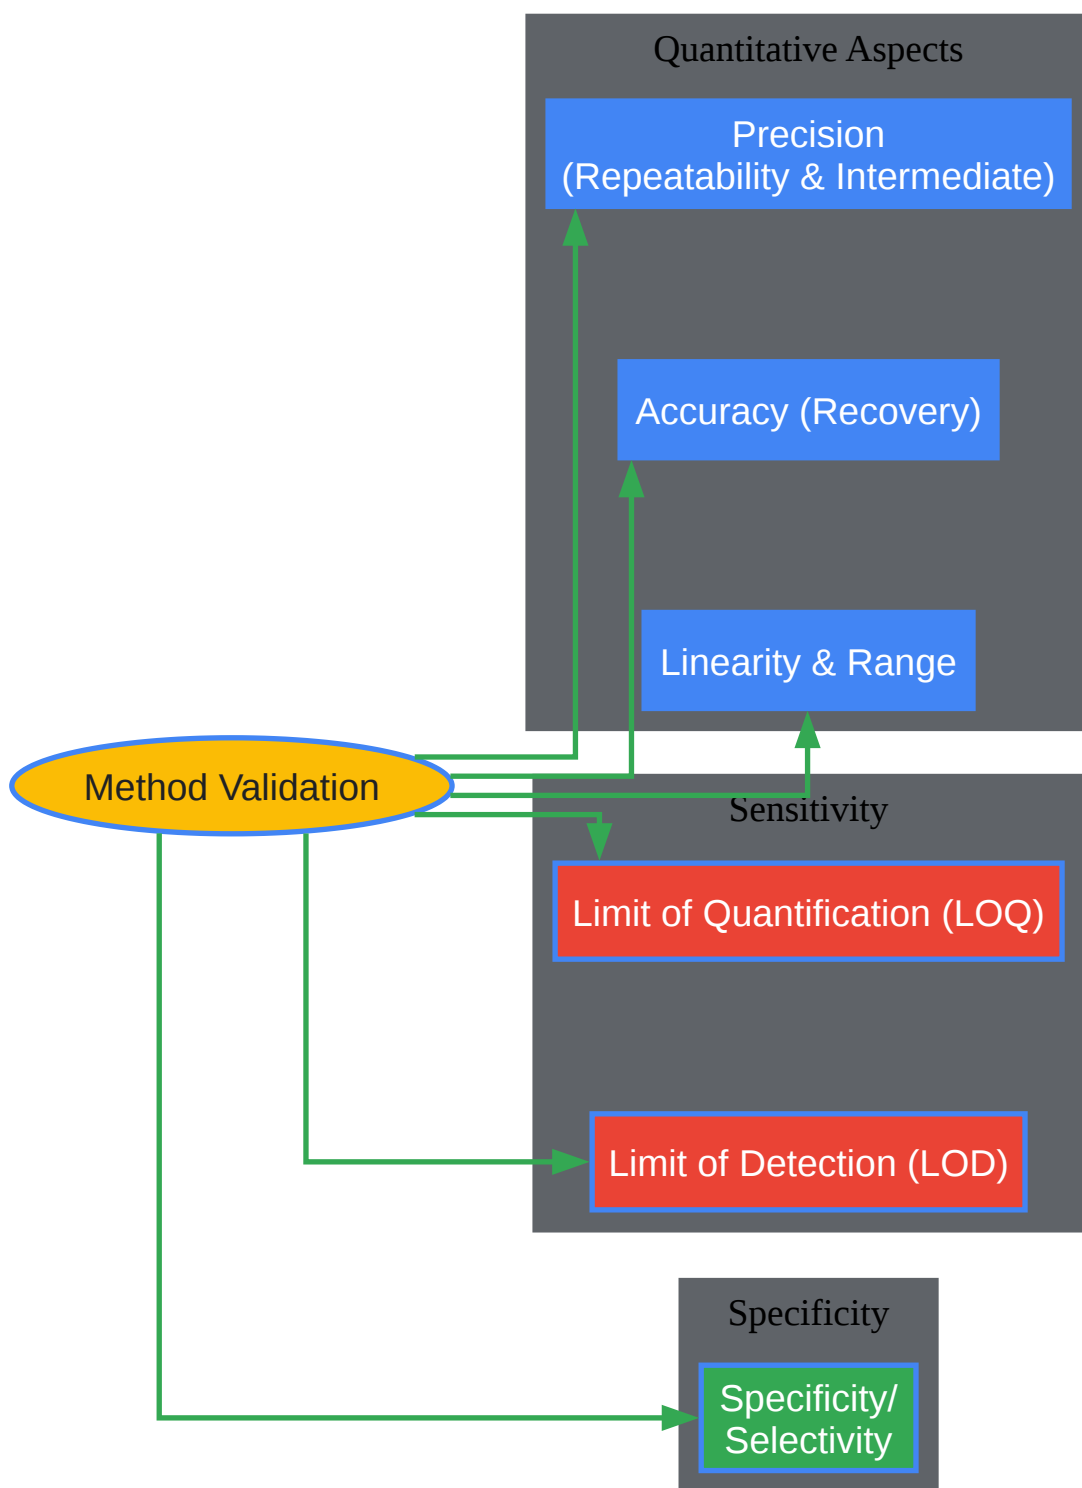 Quantitative Aspects
Precision
(Repeatability & Intermediate)
Accuracy (Recovery)
Linearity & Range
Method Validation
Sensitivity
Limit of Quantification (LOQ)
Limit of Detection (LOD)
Specificity
Specificity/
Selectivity